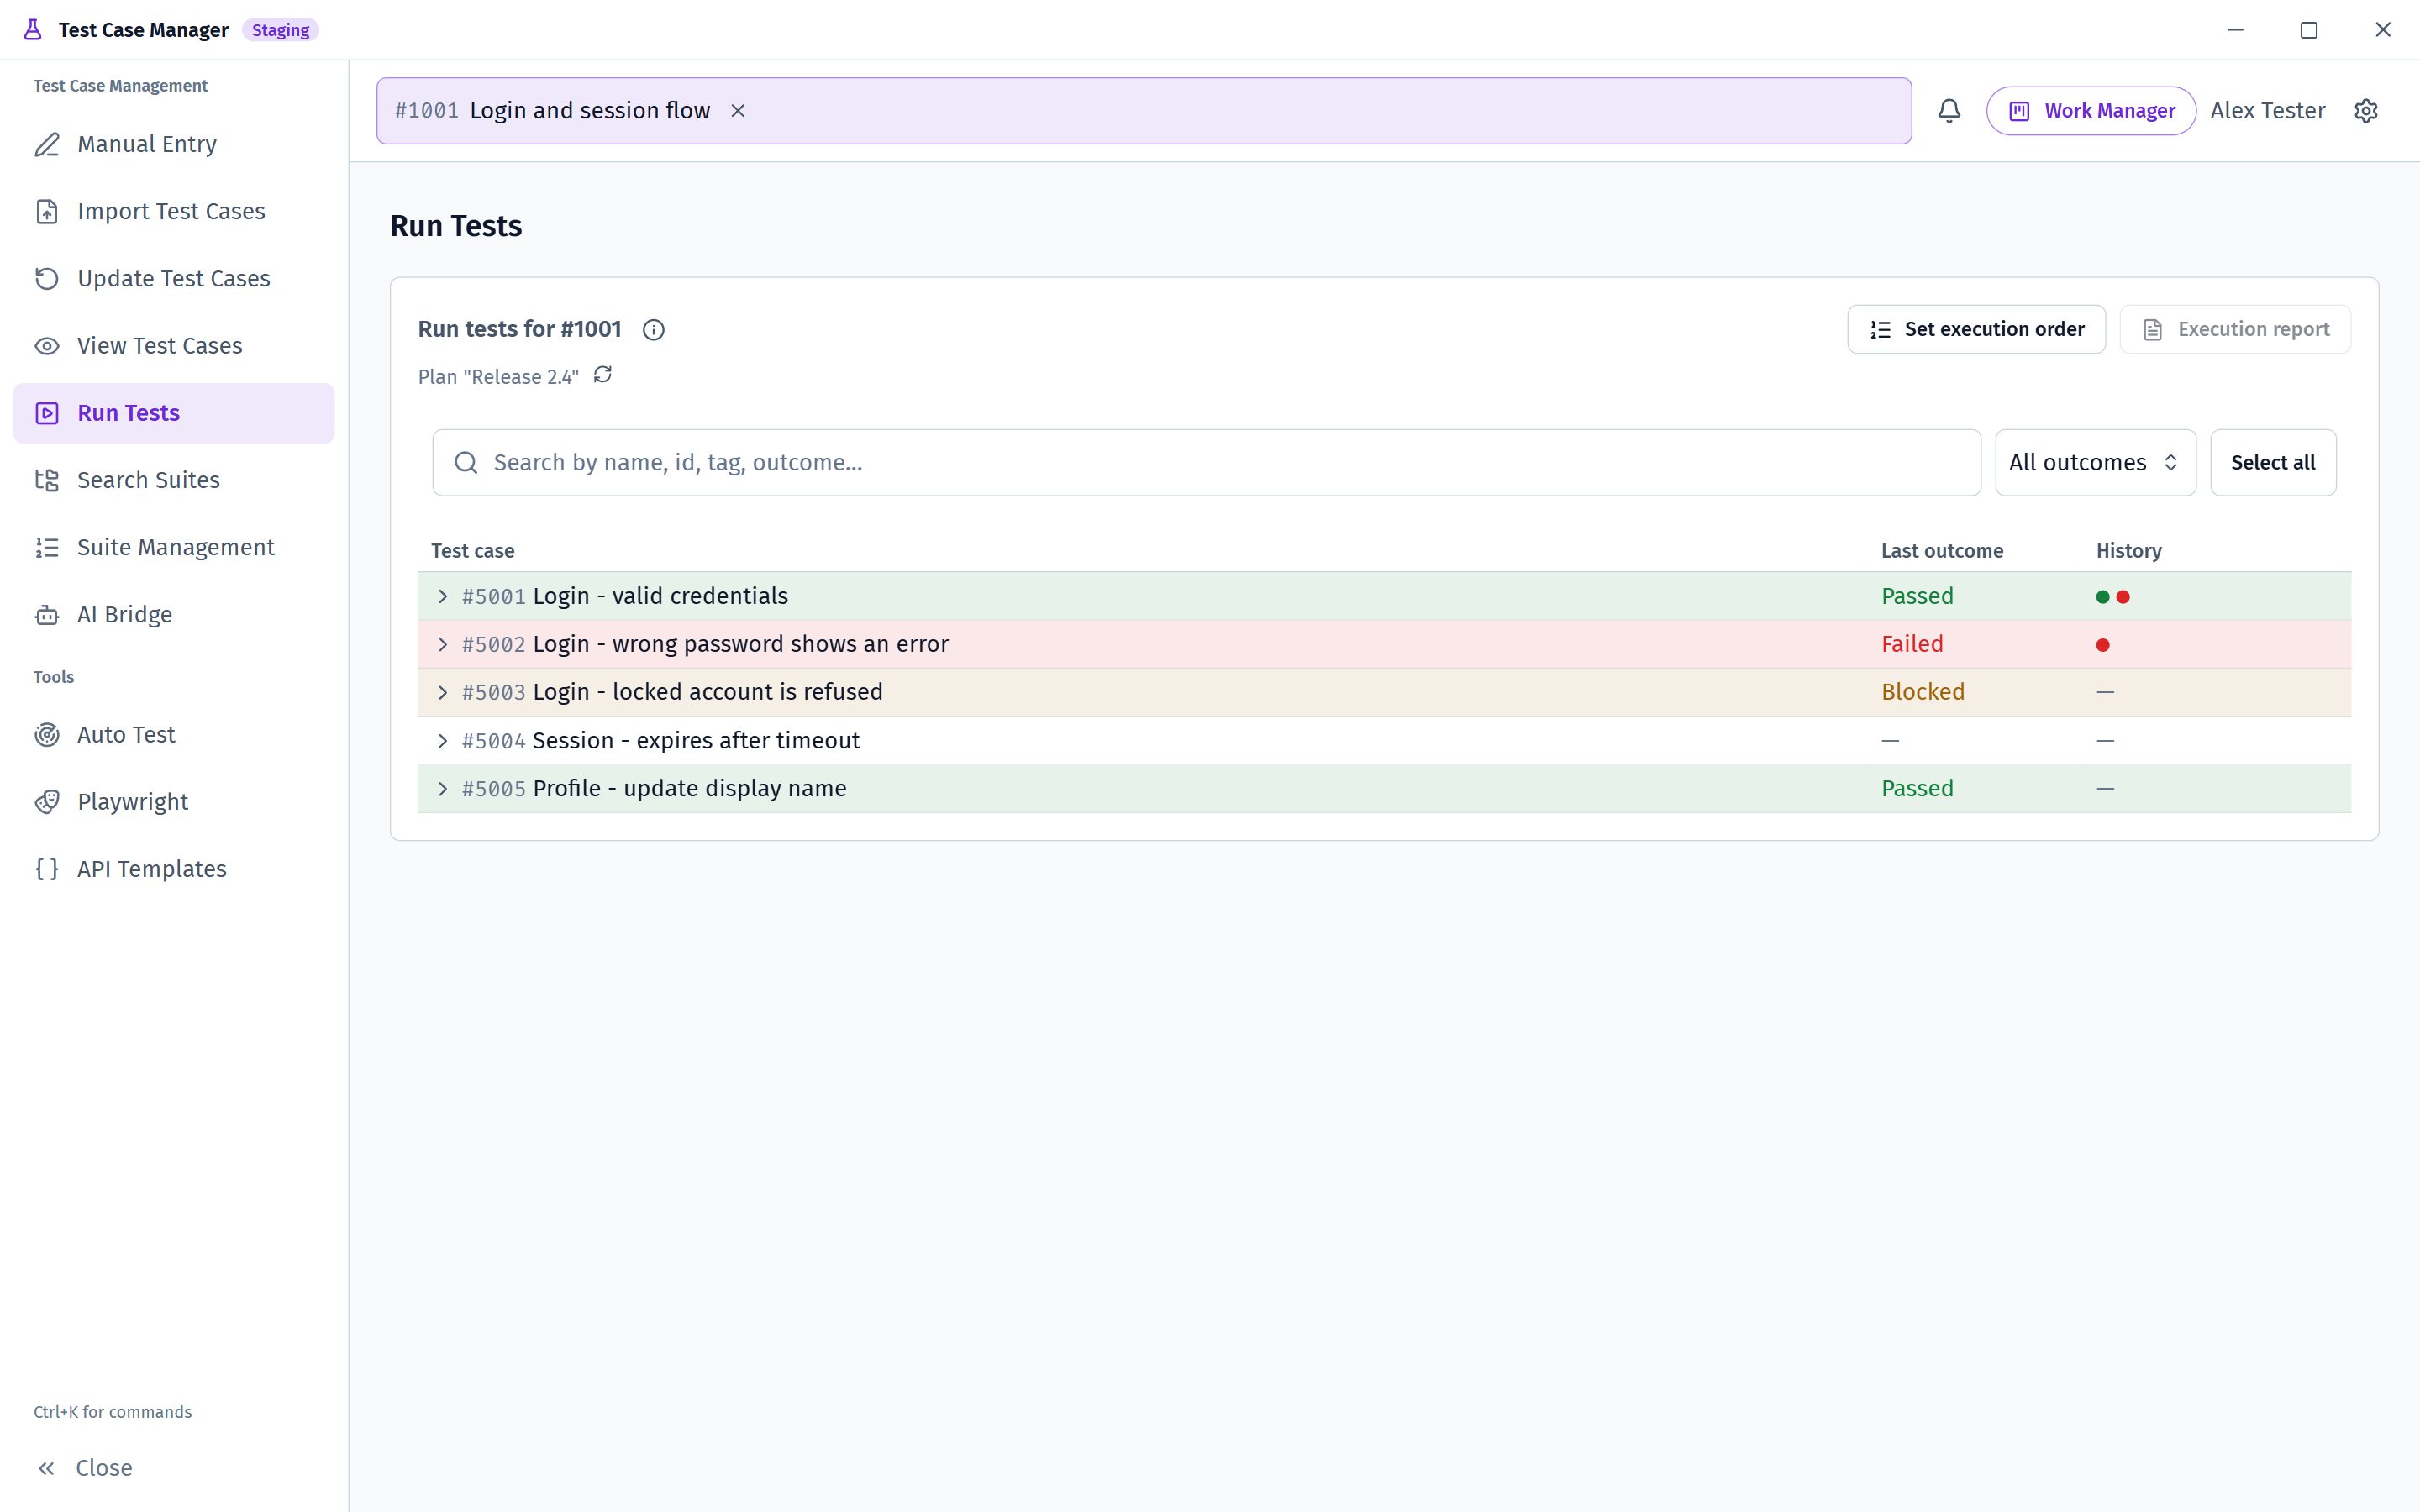 Test Case Manager Staging
Test Case Management
Manual Entry
Import Test Cases
Update Test Cases
View Test Cases
Run Tests
Search Suites
Suite Management
AI Bridge
Tools
Auto Test
Playwright
API Templates
Ctrl+K for commands
Close
#1001 Login and session flow
Work Manager
Alex Tester
Run Tests
Run tests for #1001
Set execution order
Execution report
Plan "Release 2.4"
Search by name, id, tag, outcome...
All outcomes
Select all
Test case Last outcome History
#5001 Login - valid credentials Passed
#5002 Login - wrong password shows an error Failed
#5003 Login - locked account is refused Blocked —
#5004 Session - expires after timeout — —
#5005 Profile - update display name Passed —